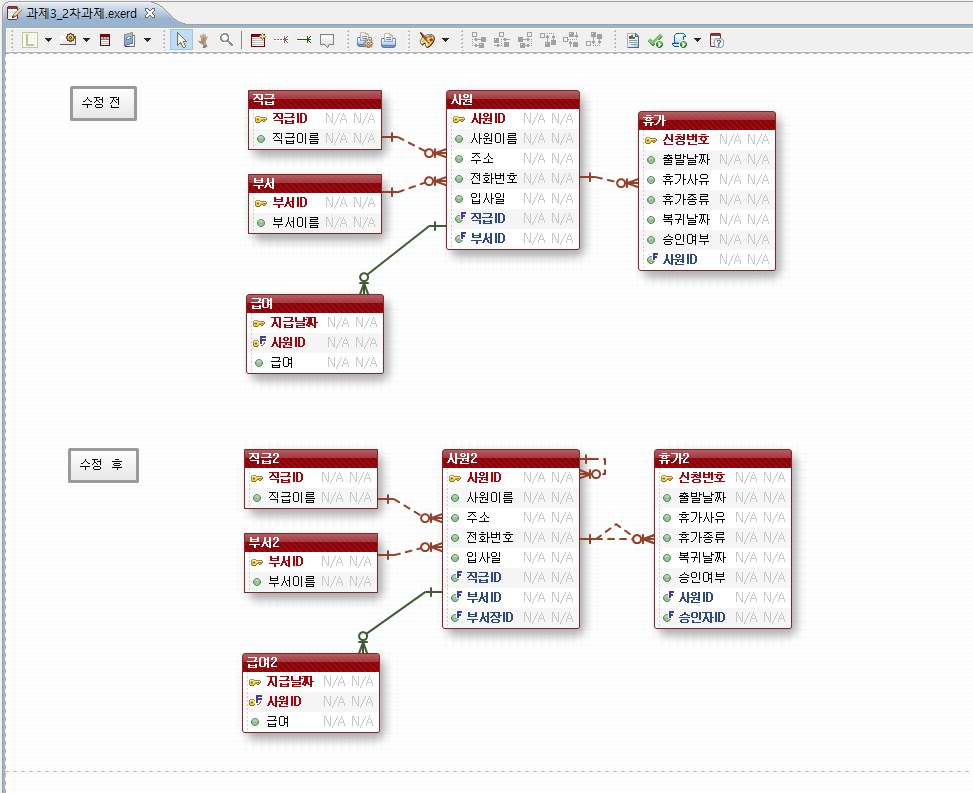 과제3_2차과제.exerd
수정 전
직급
직급ID N/A N/A
직급이름 N/A N/A
부서
부서ID N/A N/A
부서이름 N/A N/A
사원
사원ID N/A N/A
사원이름 N/A N/A
주소 N/A N/A
전화번호 N/A N/A
입사일 N/A N/A
직급ID N/A N/A
부서ID N/A N/A
휴가
신청번호 N/A N/A
출발날짜 N/A N/A
휴가사유 N/A N/A
휴가종류 N/A N/A
복귀날짜 N/A N/A
승인여부 N/A N/A
사원ID N/A N/A
급여
지급날짜 N/A N/A
사원ID N/A N/A
급여 N/A N/A
수정 후
직급2
직급ID N/A N/A
직급이름 N/A N/A
부서2
부서ID N/A N/A
부서이름 N/A N/A
사원2
사원ID N/A N/A
사원이름 N/A N/A
주소 N/A N/A
전화번호 N/A N/A
입사일 N/A N/A
직급ID N/A N/A
부서ID N/A N/A
부서장ID N/A N/A
휴가2
신청번호 N/A N/A
출발날짜 N/A N/A
휴가사유 N/A N/A
휴가종류 N/A N/A
복귀날짜 N/A N/A
승인여부 N/A N/A
사원ID N/A N/A
승인자ID N/A N/A
급여2
지급날짜 N/A N/A
사원ID N/A N/A
급여 N/A N/A